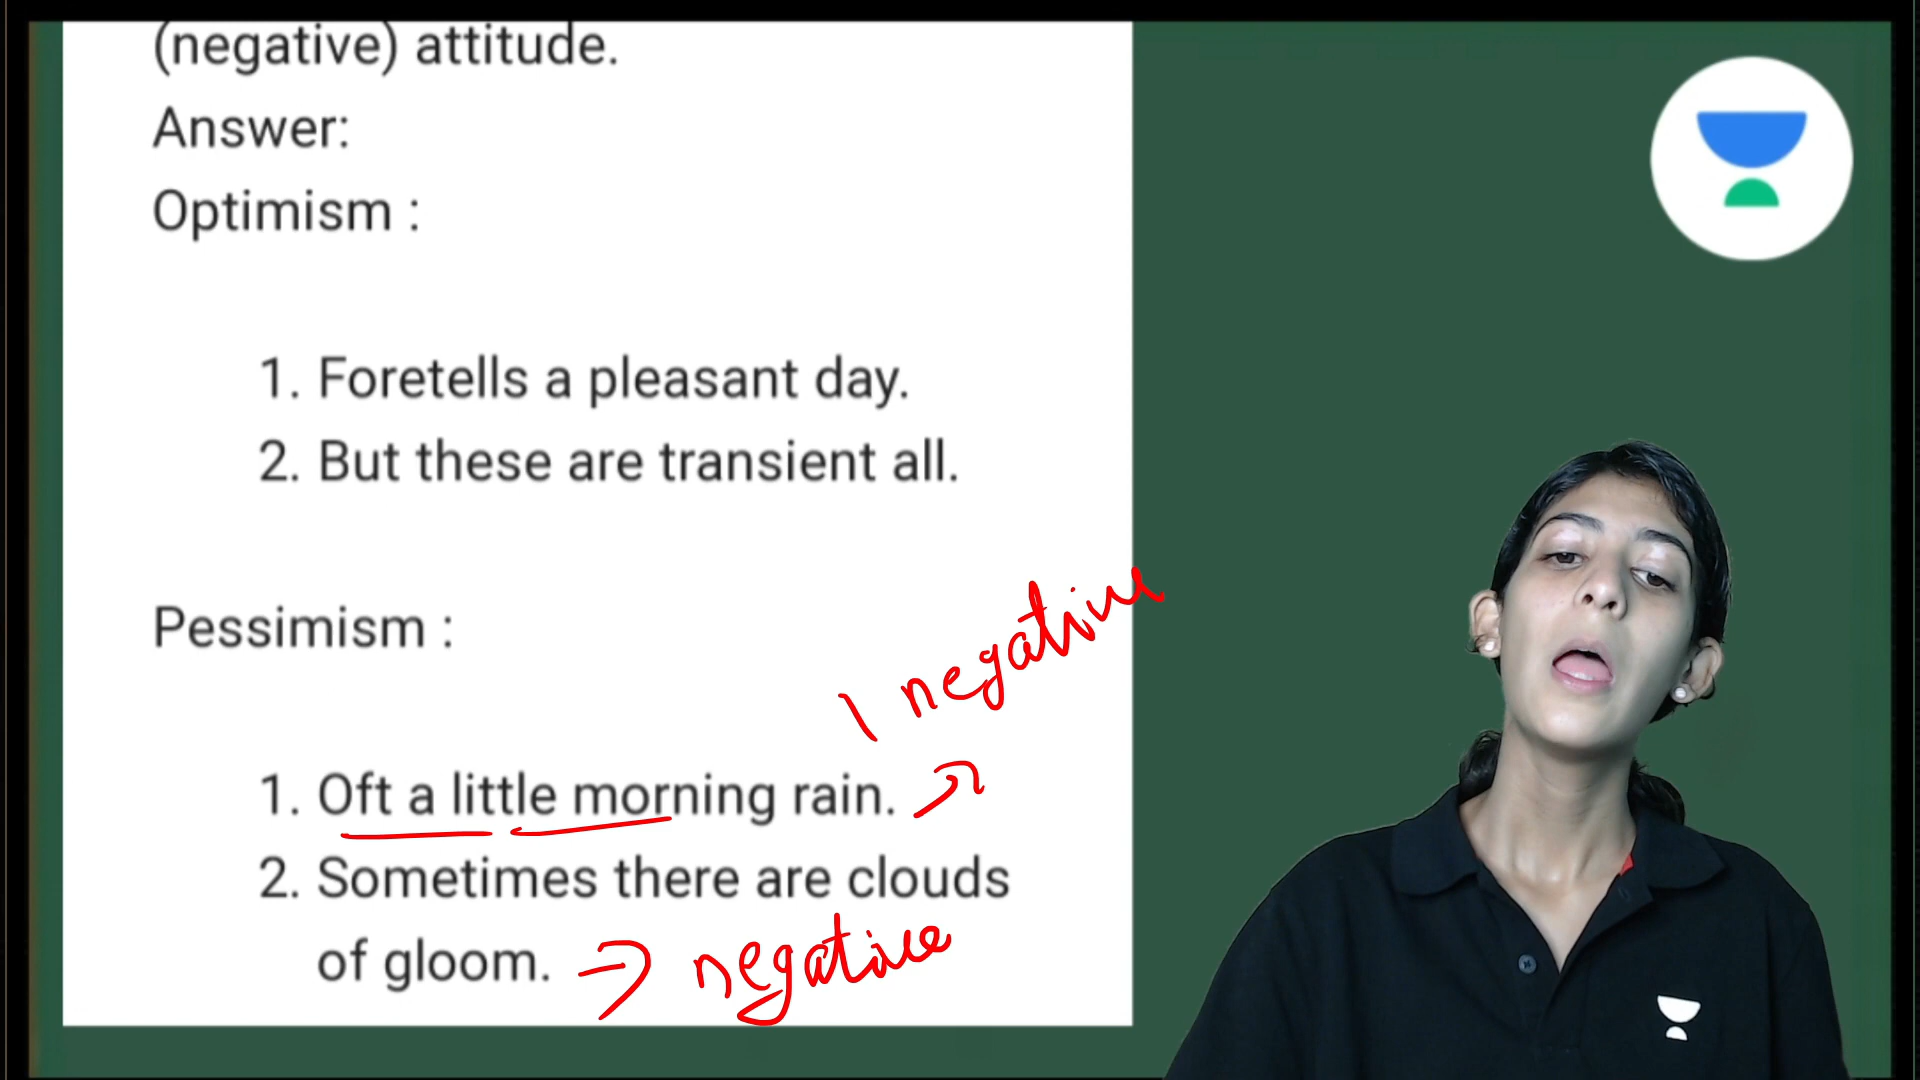 (negative) attitude.
Answer:
Optimism :
1. Foretells a pleasant day.
2. But these are transient all.
Pessimism :
1 negative
1. Oft a little morning rain.
2. Sometimes there are clouds
of gloom. → negative